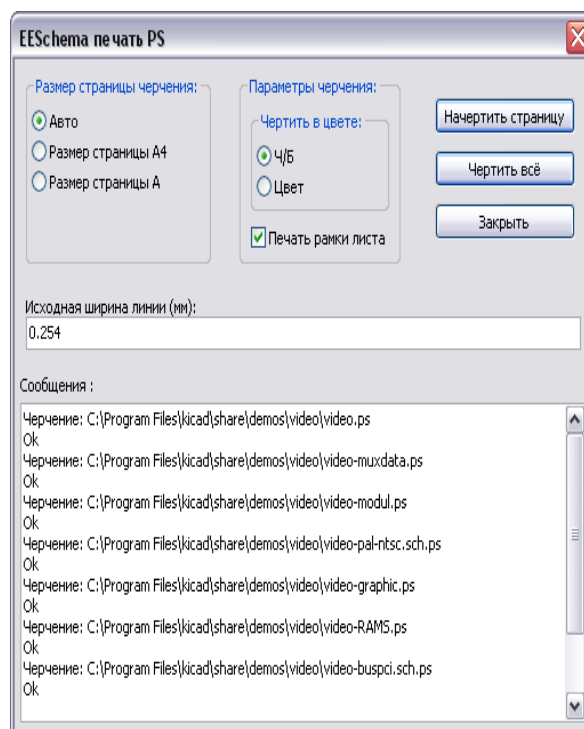 EESchema печать PS
Размер страницы черчения:
Авто
Размер страницы A4
Размер страницы A
Параметры черчения:
Чертить в цвете:
Ч/Б
Цвет
Печать рамки листа
Начертить страницу
Чертить всё
Закрыть
Исходная ширина линии (мм):
0.254
Сообщения :
Черчение: C:\Program Files\kicad\share\demos\video\video.ps
Ok
Черчение: C:\Program Files\kicad\share\demos\video\video-muxdata.ps
Ok
Черчение: C:\Program Files\kicad\share\demos\video\video-modul.ps
Ok
Черчение: C:\Program Files\kicad\share\demos\video\video-pal-ntsc.sch.ps
Ok
Черчение: C:\Program Files\kicad\share\demos\video\video-graphic.ps
Ok
Черчение: C:\Program Files\kicad\share\demos\video\video-RAMS.ps
Ok
Черчение: C:\Program Files\kicad\share\demos\video\video-buspci.sch.ps
Ok